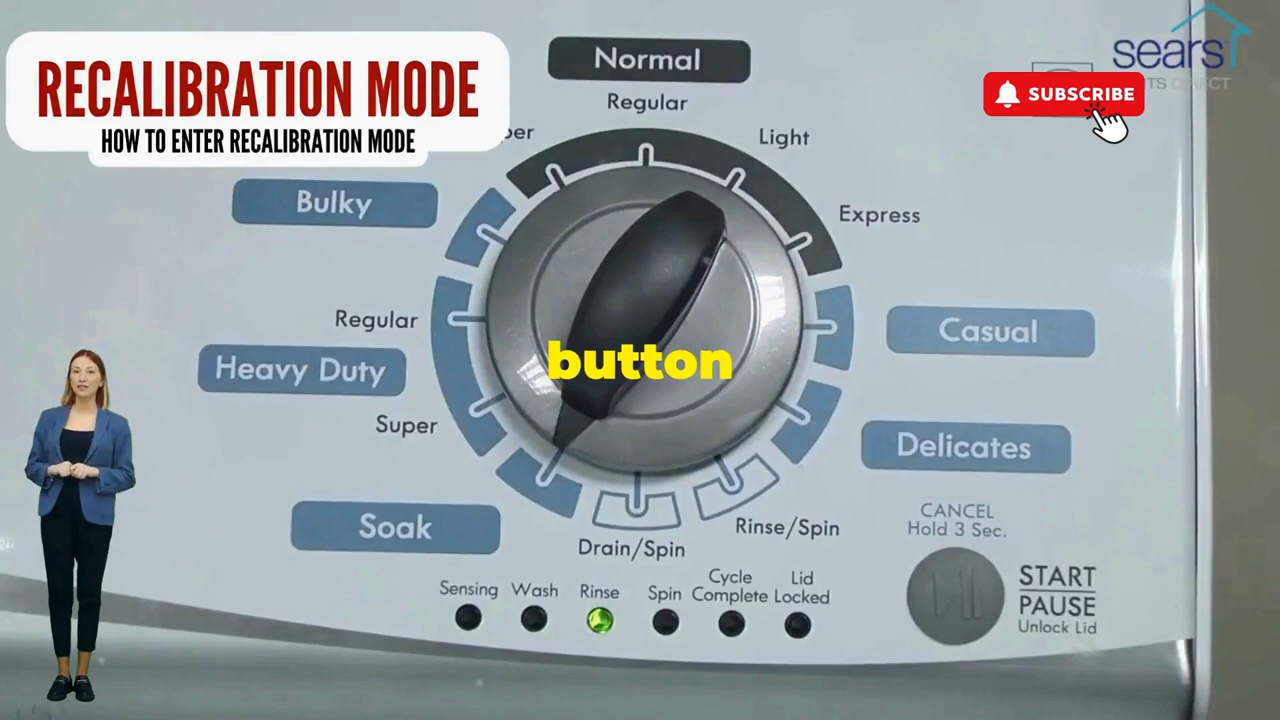 sears
RECALIBRATION MODE
HOW TO ENTER RECALIBRATION MODE
SUBSCRIBE
DIRECT
Normal
Regular
Light
Express
Bulky
Regular
Heavy Duty
Super
Soak
Casual
Delicates
button
Rinse/Spin
Drain/Spin
CANCEL
Hold 3 Sec.
START
PAUSE
Unlock Lid
Sensing
Wash
Rinse
Spin
Cycle
Complete
Lid
Locked